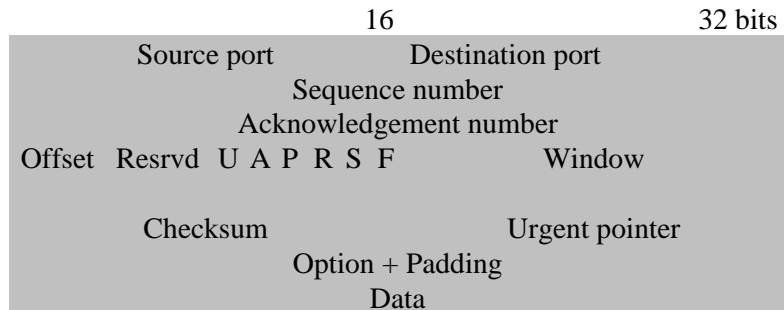 16 32 bits
Source port Destination port
Sequence number
Acknowledgement number
Offset Resrvd U A P R S F Window
Checksum Urgent pointer
Option + Padding
Data